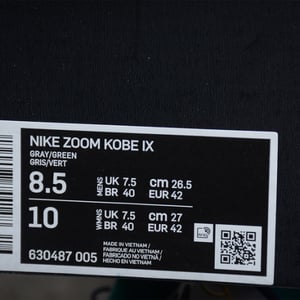 NIKE ZOOM KOBE IX
GRAY/GREEN
GRIS/VERT
8.5 MENS UK 7.5 cm 26.5
BR 40 EUR 42
10 WMNS UK 7.5 cm 27
BR 40 EUR 42
630487 005
MADE IN VIETNAM /
FABRIQUE AU VIETNAM /
FABRICADO NO VIETNÃ /
HECHO EN VIETNAM